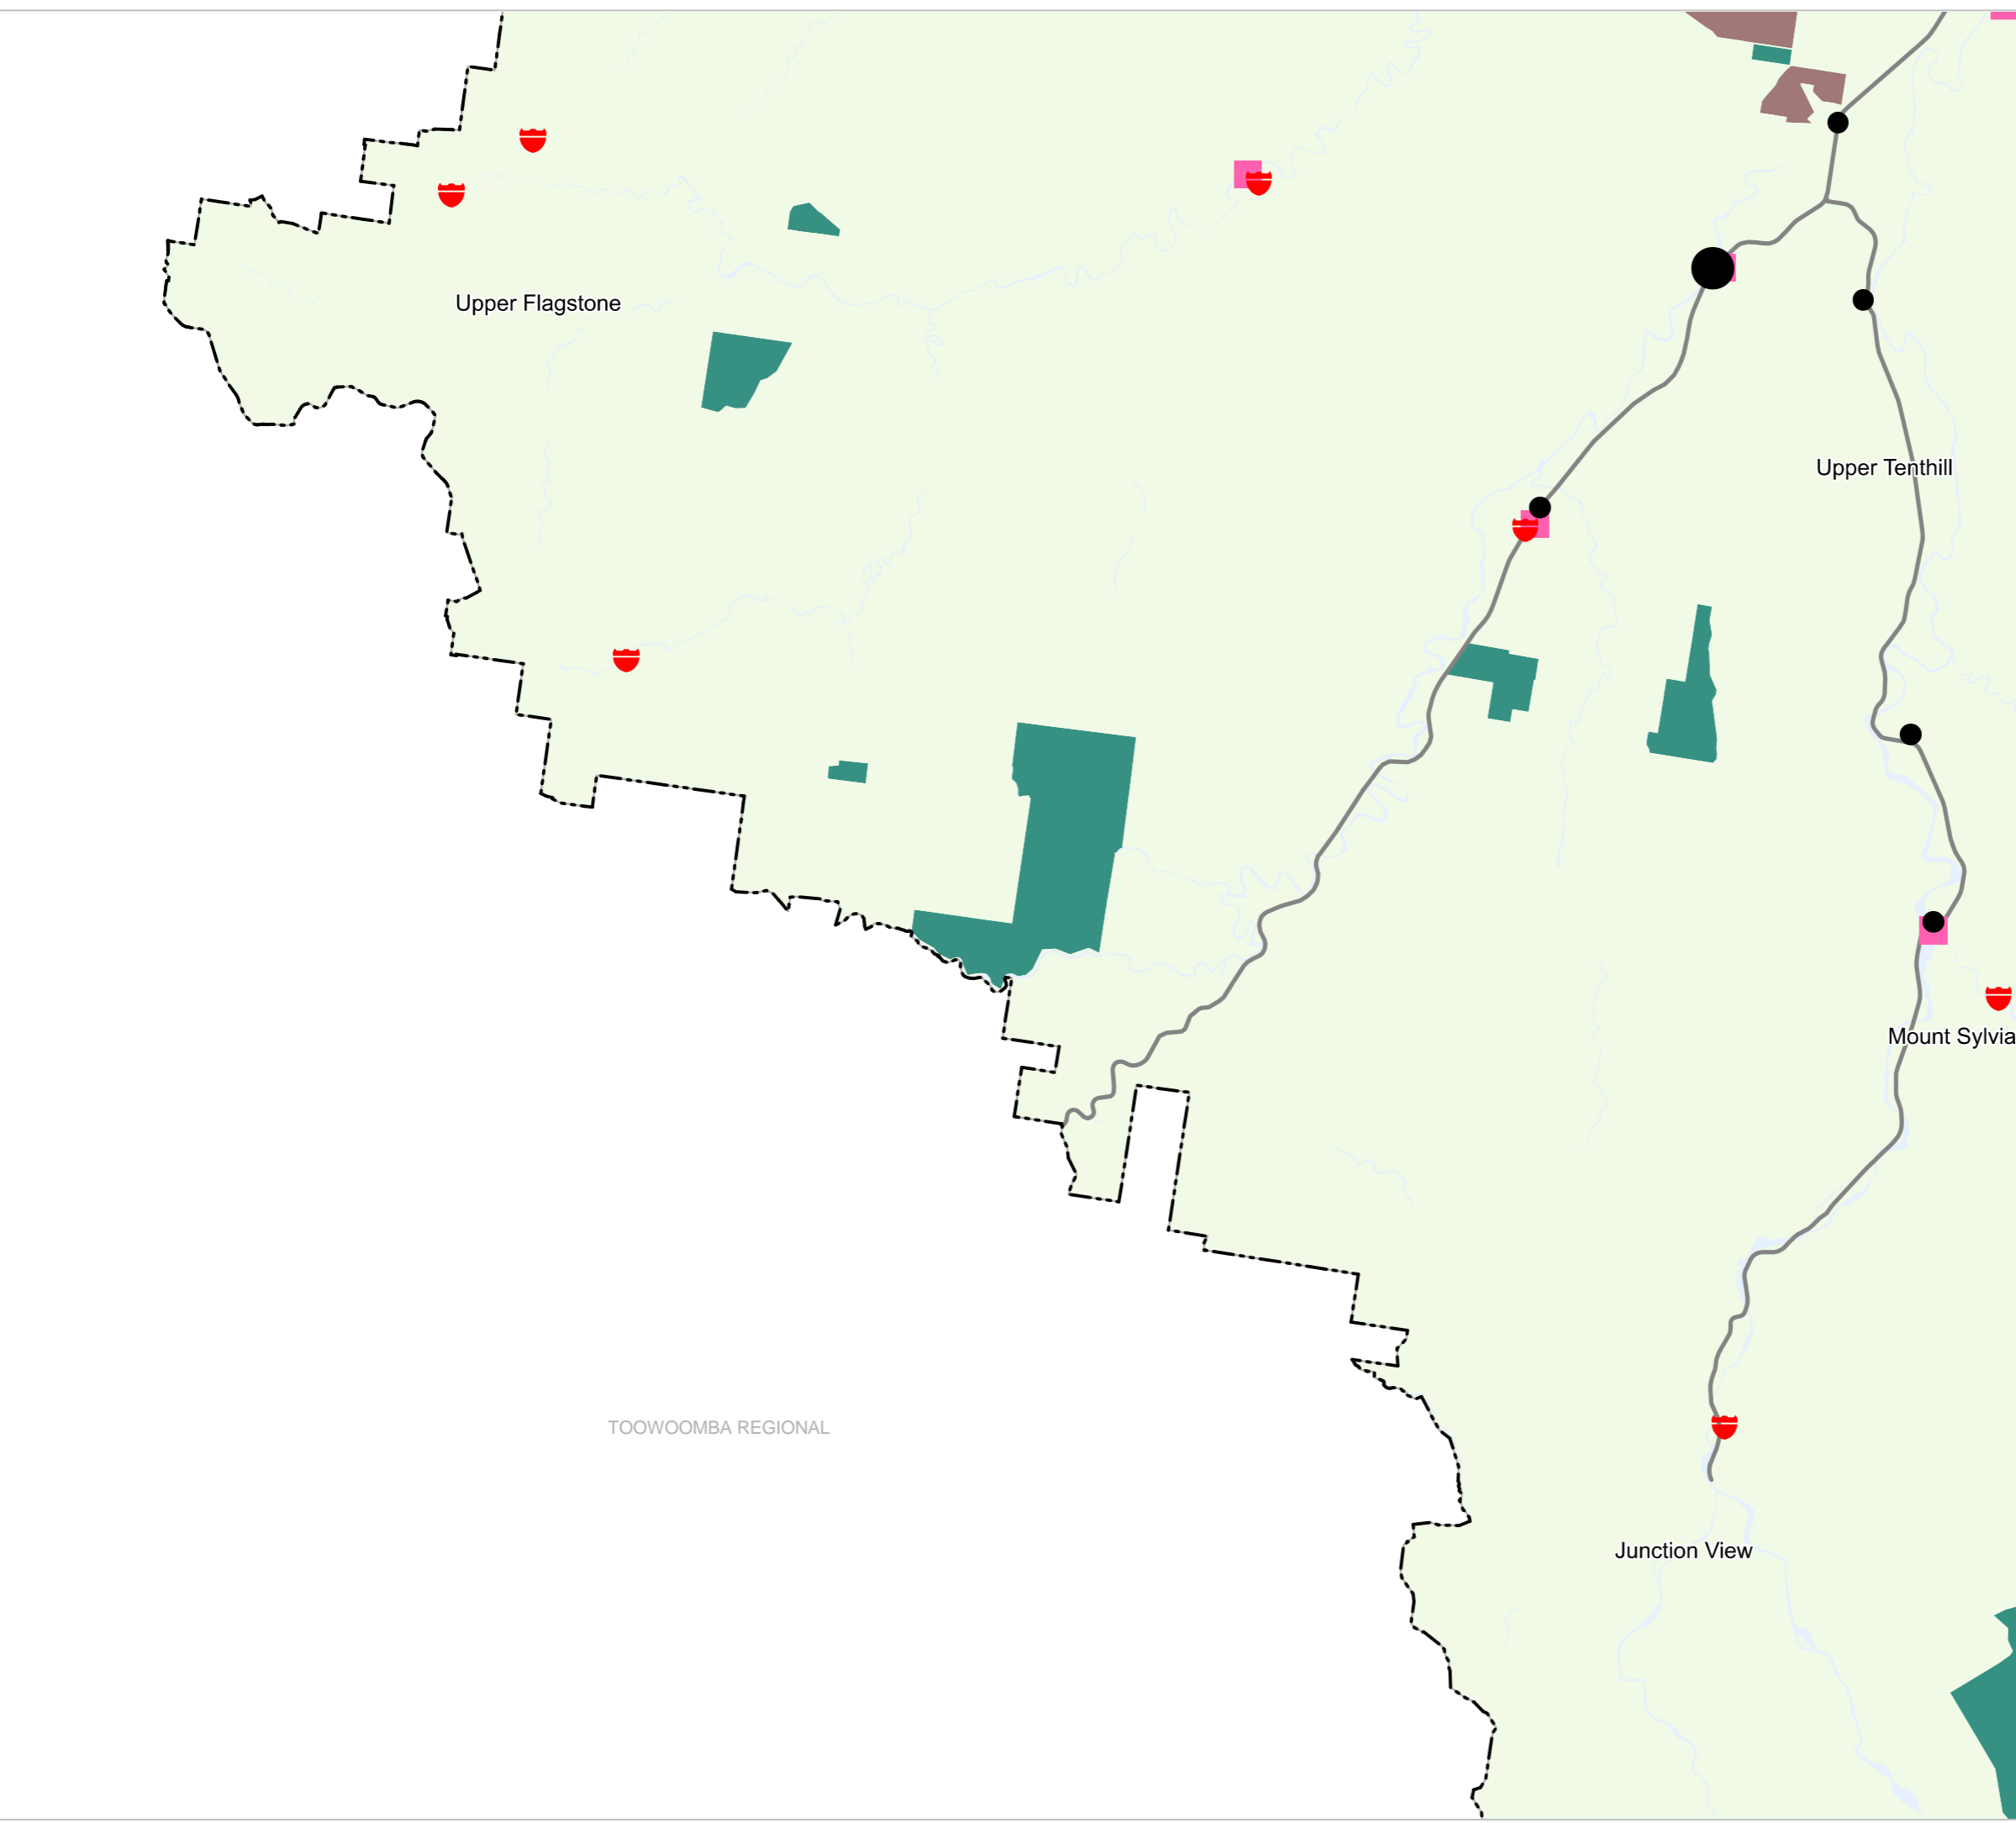 Upper Flagstone
Upper Tenthill
Mount Sylvia
TOOWOOMBA REGIONAL
Junction View